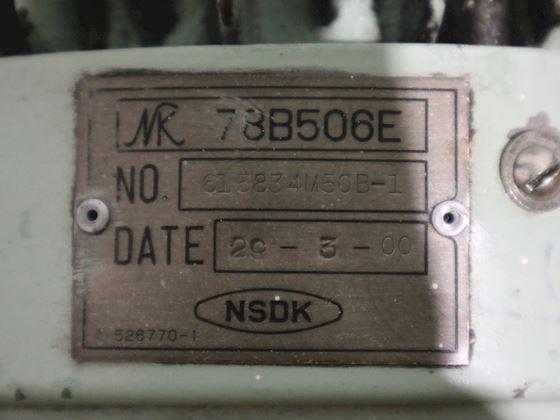 NK 78B506E
NO. 615834M50B-1
DATE 29 - 3 - 00
NSDK
526770-1